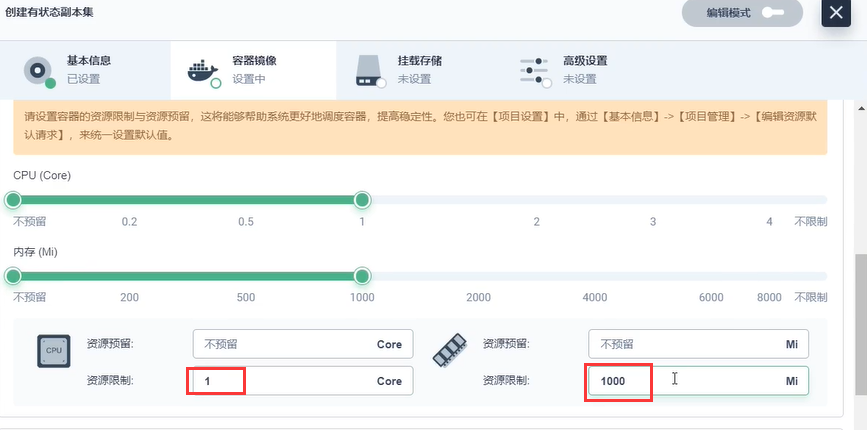 创建有状态副本集
编辑模式
基本信息
已设置
容器镜像
设置中
挂载存储
未设置
高级设置
未设置
请设置容器的资源限制与资源预留，这将能够帮助系统更好地调度容器，提高稳定性。您也可在【项目设置】中，通过【基本信息】->【项目管理】->【编辑资源默
认请求】，来统一设置默认值。
CPU (Core)
不预留 0.2 0.5 1 2 3 4 不限制
内存 (Mi)
不预留 200 500 1000 2000 4000 6000 8000 不限制
CPU 资源预留: 不预留 Core 资源预留: 不预留 Mi
资源限制: 1 Core 资源限制: 1000 Mi